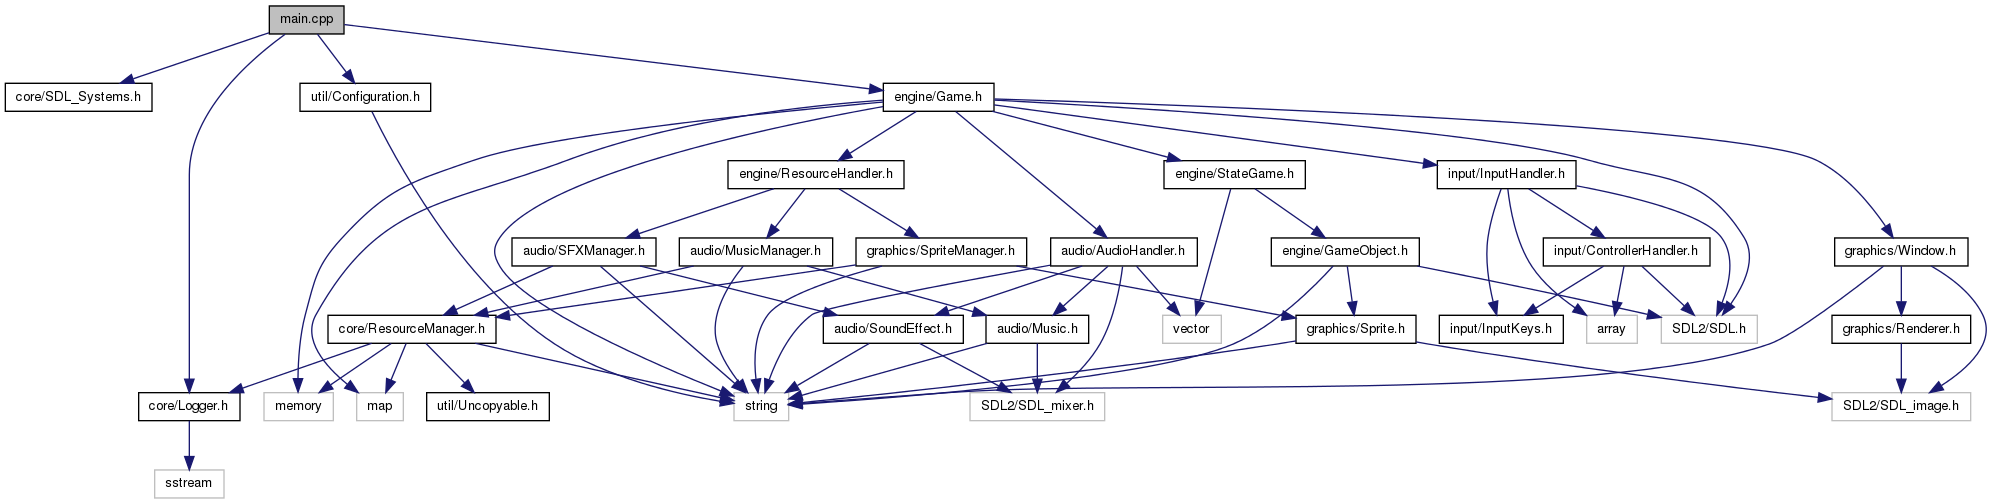 main.cpp
core/SDL_Systems.h
util/Configuration.h
engine/Game.h
engine/ResourceHandler.h
engine/StateGame.h
input/InputHandler.h
audio/SFXManager.h
audio/MusicManager.h
graphics/SpriteManager.h
audio/AudioHandler.h
engine/GameObject.h
input/ControllerHandler.h
graphics/Window.h
core/ResourceManager.h
audio/SoundEffect.h
audio/Music.h
vector
graphics/Sprite.h
input/InputKeys.h
array
SDL2/SDL.h
graphics/Renderer.h
core/Logger.h
memory
map
util/Uncopyable.h
string
SDL2/SDL_mixer.h
SDL2/SDL_image.h
sstream